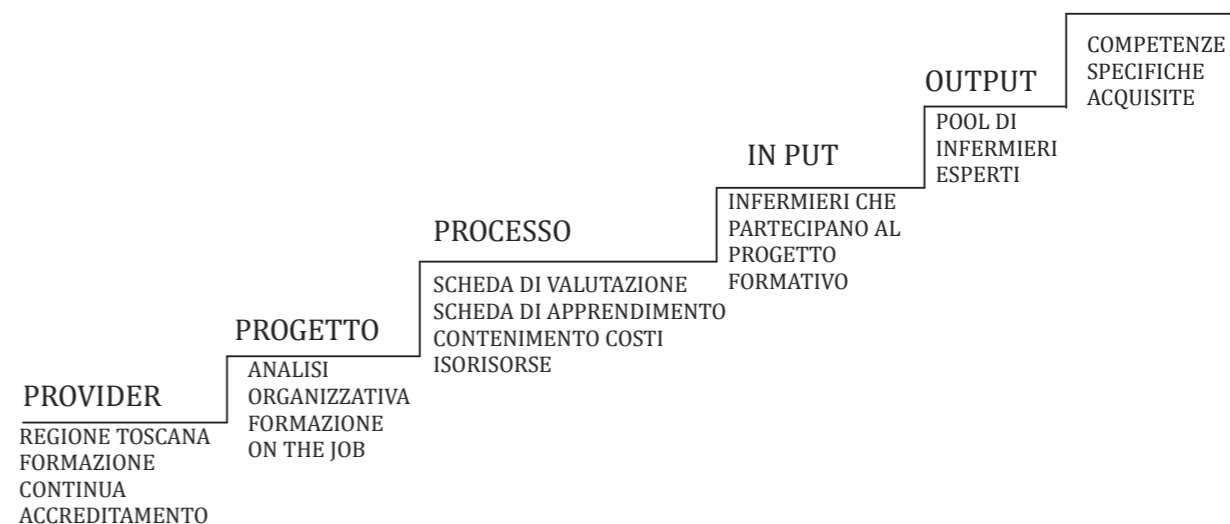 PROVIDER
REGIONE TOSCANA
FORMAZIONE
CONTINUA
ACCREDITAMENTO
PROGETTO
ANALISI
ORGANIZZATIVA
FORMAZIONE
ON THE JOB
PROCESSO
SCHEDA DI VALUTAZIONE
SCHEDA DI APPRENDIMENTO
CONTENIMENTO COSTI
ISORISORSE
IN PUT
INFERMIERI CHE
PARTECIPANO AL
PROGETTO
FORMATIVO
OUTPUT
POOL DI
INFERMIERI
ESPERTI
COMPETENZE
SPECIFICHE
ACQUISITE